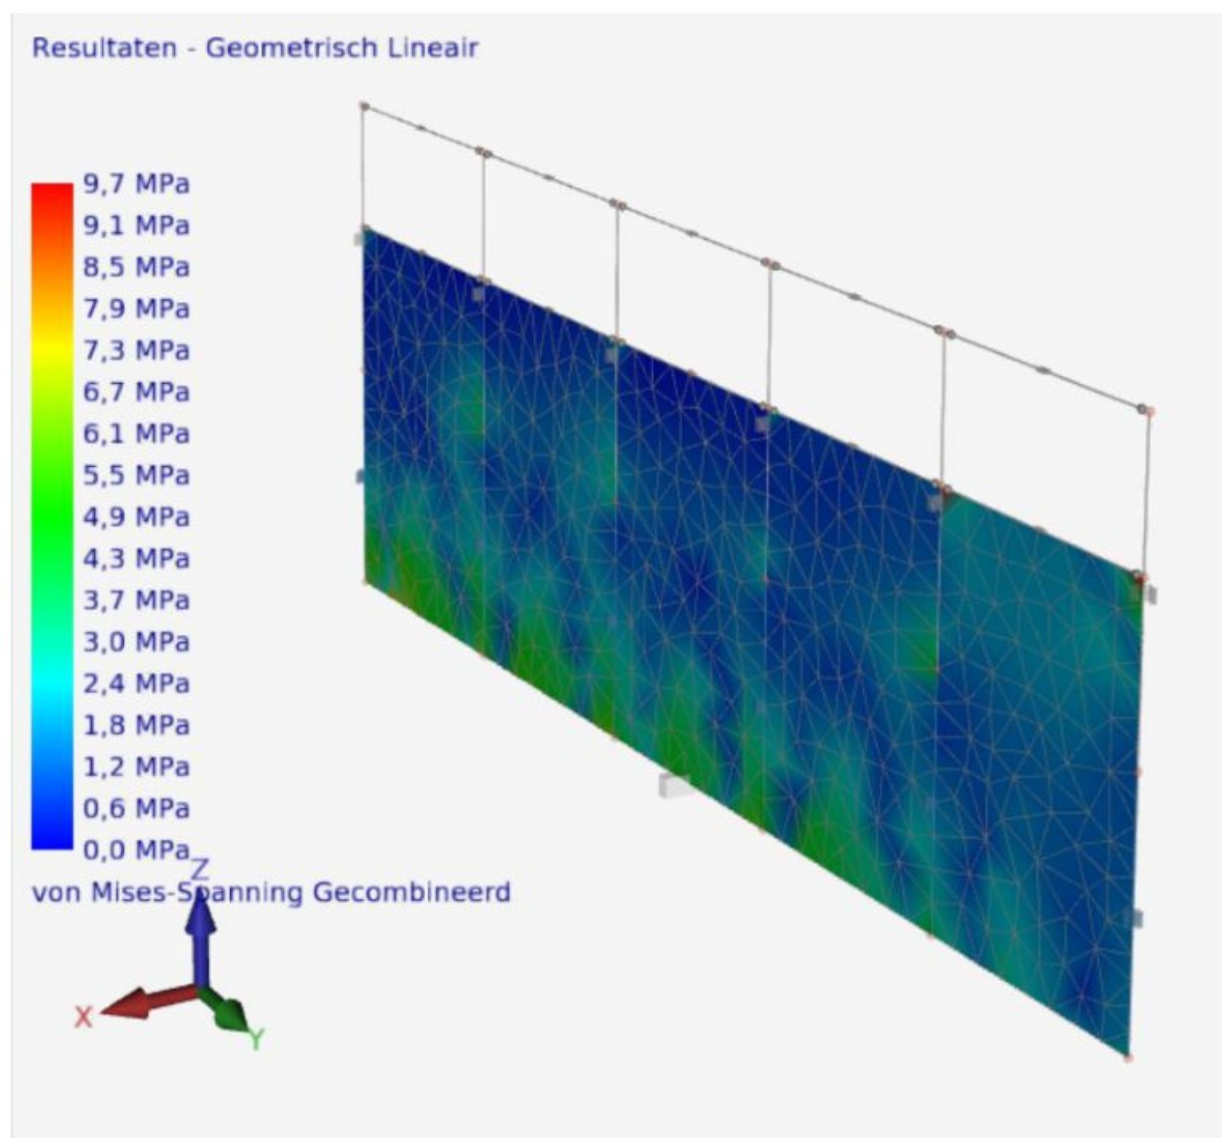 Resultaten - Geometrisch Lineair
9,7 MPa
9,1 MPa
8,5 MPa
7,9 MPa
7,3 MPa
6,7 MPa
6,1 MPa
5,5 MPa
4,9 MPa
4,3 MPa
3,7 MPa
3,0 MPa
2,4 MPa
1,8 MPa
1,2 MPa
0,6 MPa
0,0 MPa
Z
von Mises-Spanning Gecombineerd
X
Y